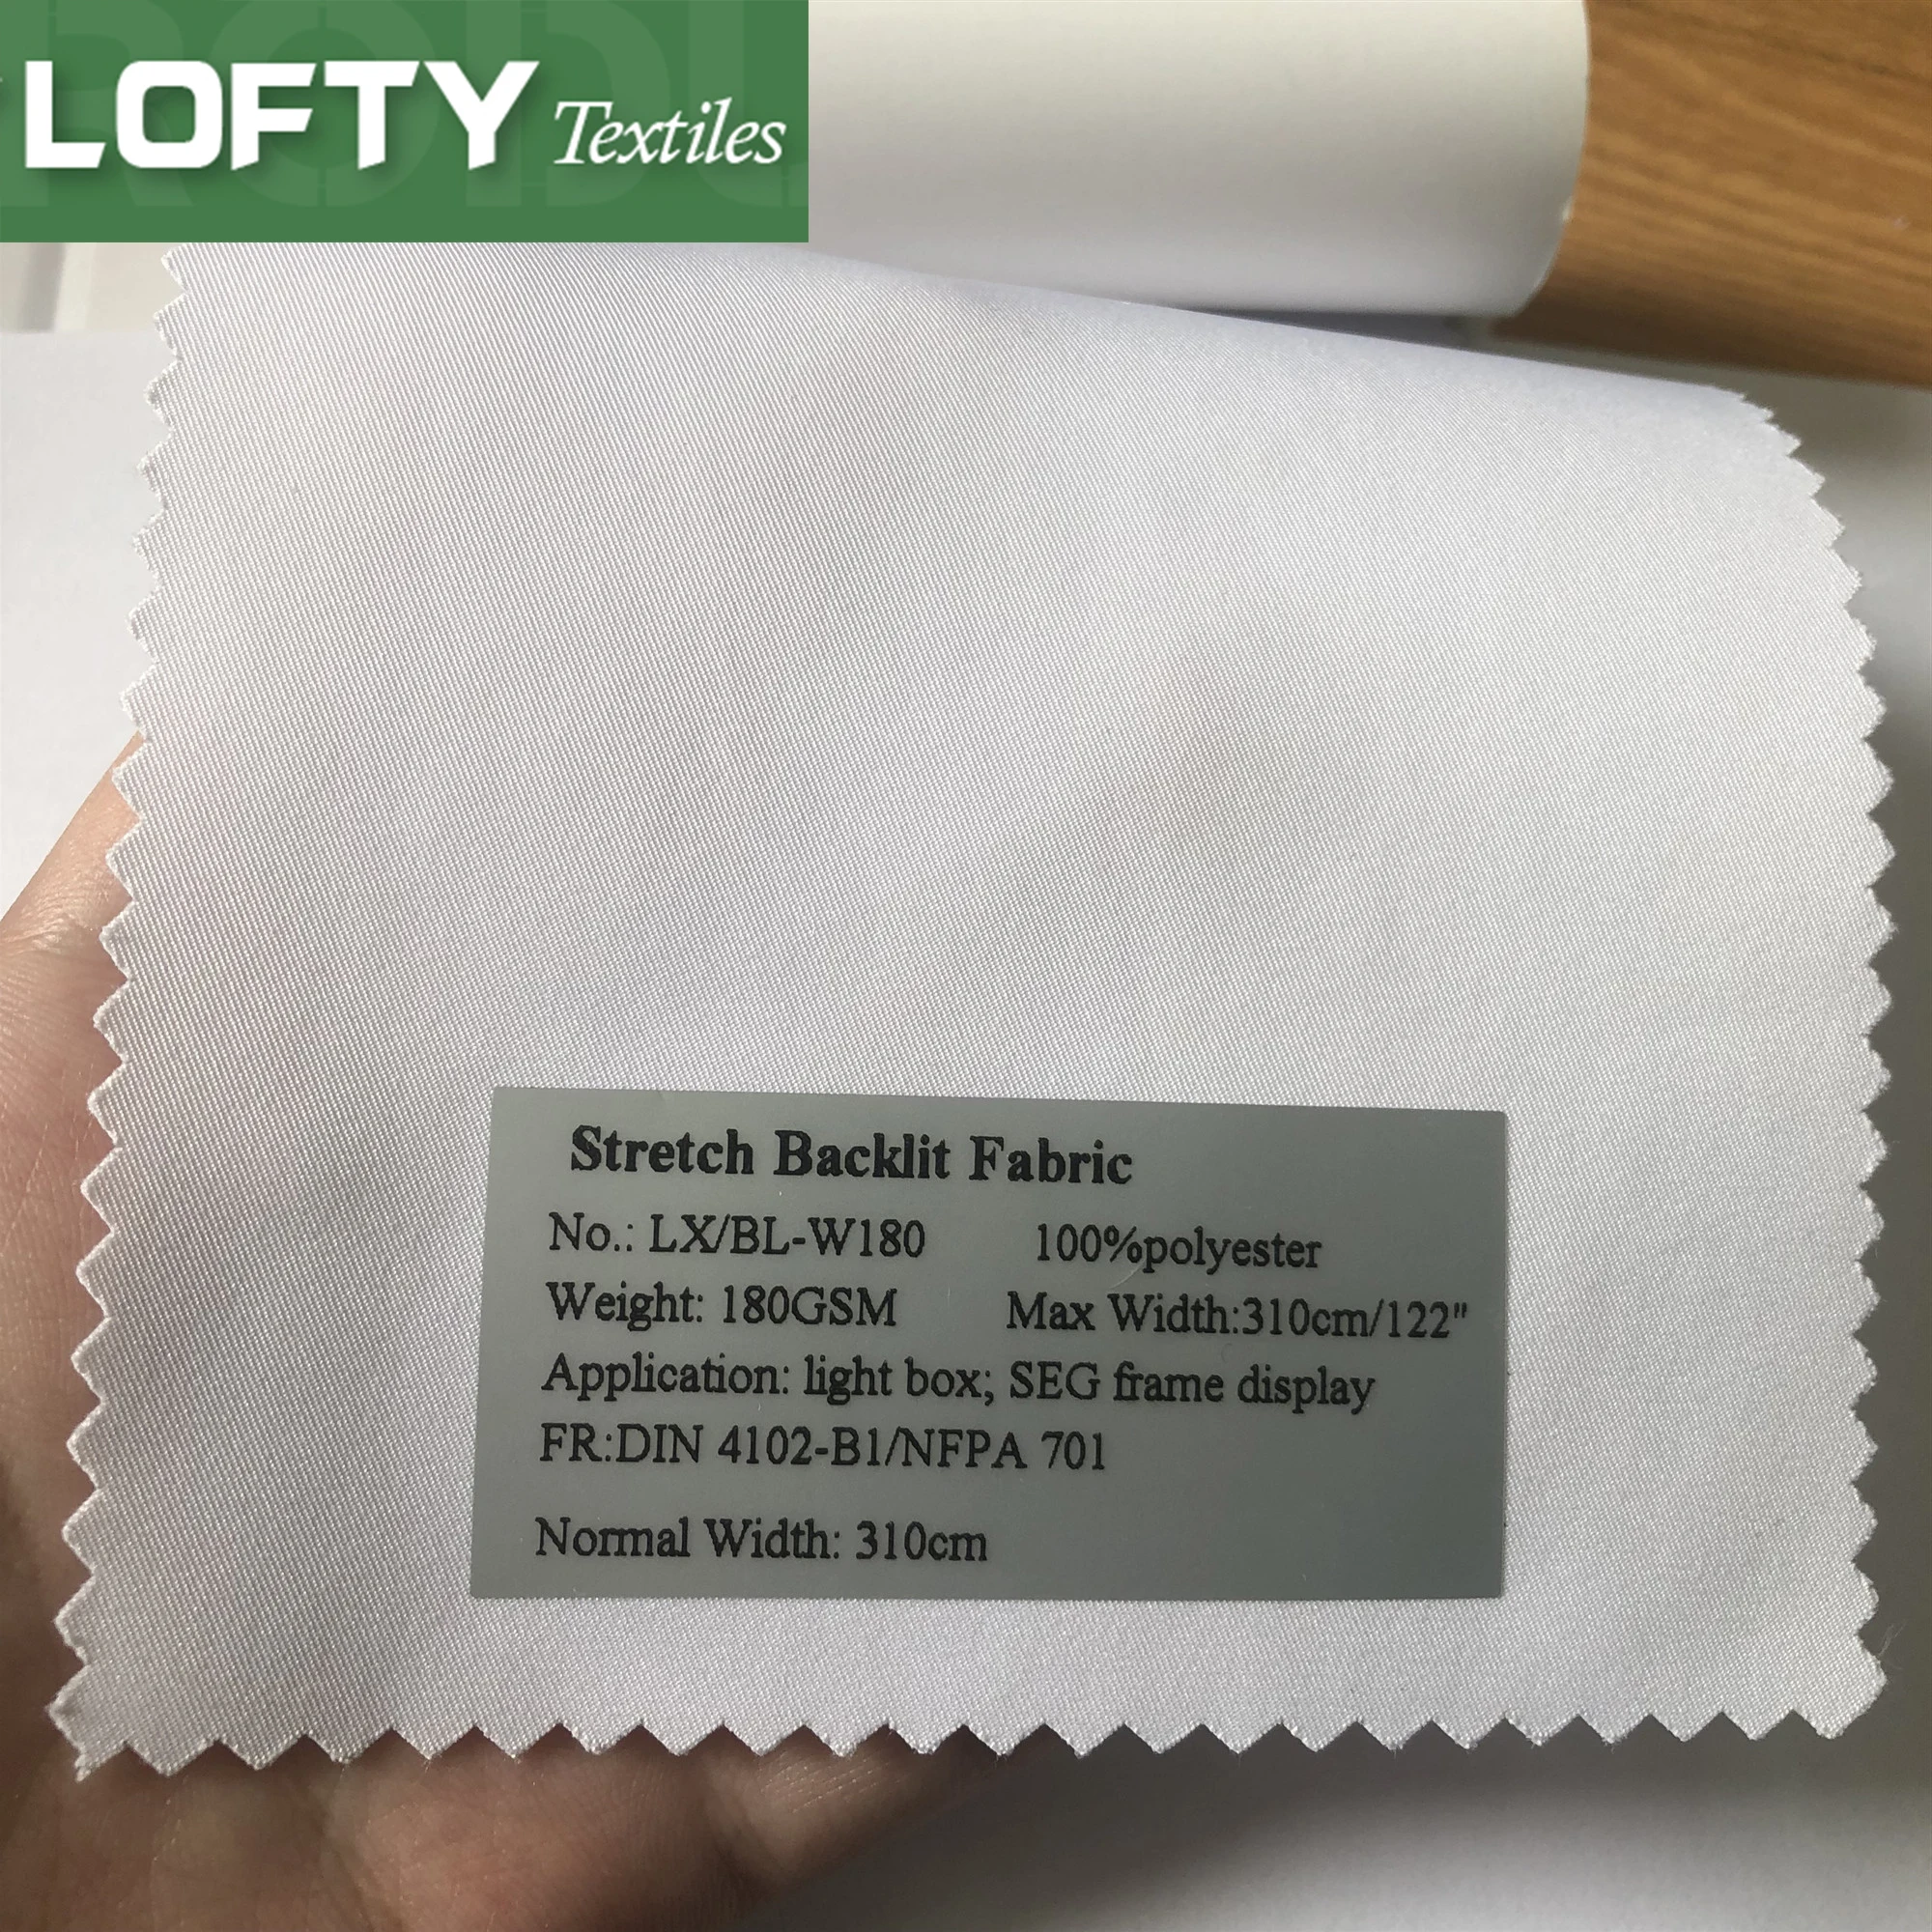 LOFTY Textiles
Stretch Backlit Fabric
No.: LX/BL-W180 100%polyester
Weight: 180GSM Max Width:310cm/122"
Application: light box; SEG frame display
FR:DIN 4102-B1/NFPA 701
Normal Width: 310cm